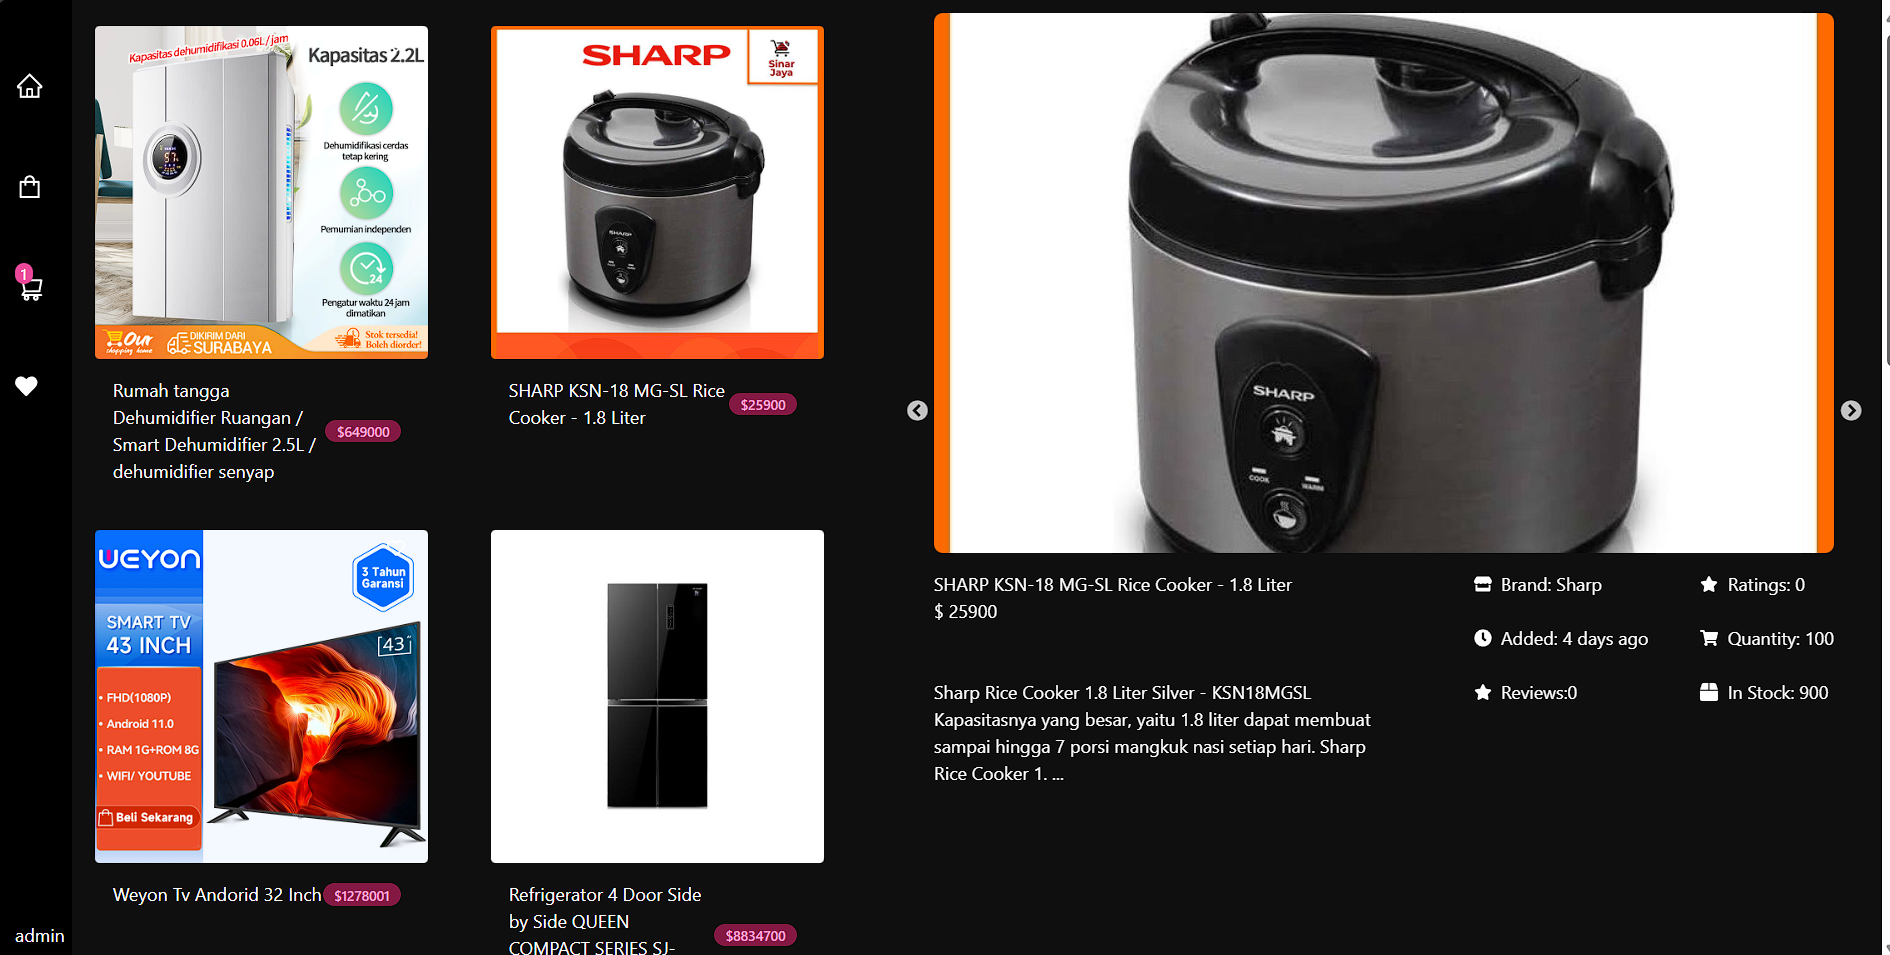 1
admin
Kapasitas dehumidifikasi 0.06L / jam
Kapasitas 2.2L
97
Dehumidifikasi cerdas
tetap kering
Pemurnian independen
24
Pengatur waktu 24 jam
dimatikan
Our
shopping home
DIKIRIM DARI
SURABAYA
Stok tersedia!
Boleh diorder!
Rumah tangga
Dehumidifier Ruangan /
Smart Dehumidifier 2.5L /
dehumidifier senyap
$649000
SHARP
Sinar
Jaya
SHARP
SHARP KSN-18 MG-SL Rice
Cooker - 1.8 Liter
$25900
WEYON
3 Tahun
Garansi
SMART TV
43 INCH
43"
• FHD(1080P)
• Android 11.0
• RAM 1G+ROM 8G
• WIFI/ YOUTUBE
Beli Sekarang
Weyon Tv Andorid 32 Inch
$1278001
Refrigerator 4 Door Side
by Side QUEEN
COMPACT SERIES SJ-
$8834700
SHARP
COOK
WARM
SHARP KSN-18 MG-SL Rice Cooker - 1.8 Liter
$ 25900
Sharp Rice Cooker 1.8 Liter Silver - KSN18MGSL
Kapasitasnya yang besar, yaitu 1.8 liter dapat membuat
sampai hingga 7 porsi mangkuk nasi setiap hari. Sharp
Rice Cooker 1. ...
Brand: Sharp
Ratings: 0
Added: 4 days ago
Quantity: 100
Reviews:0
In Stock: 900